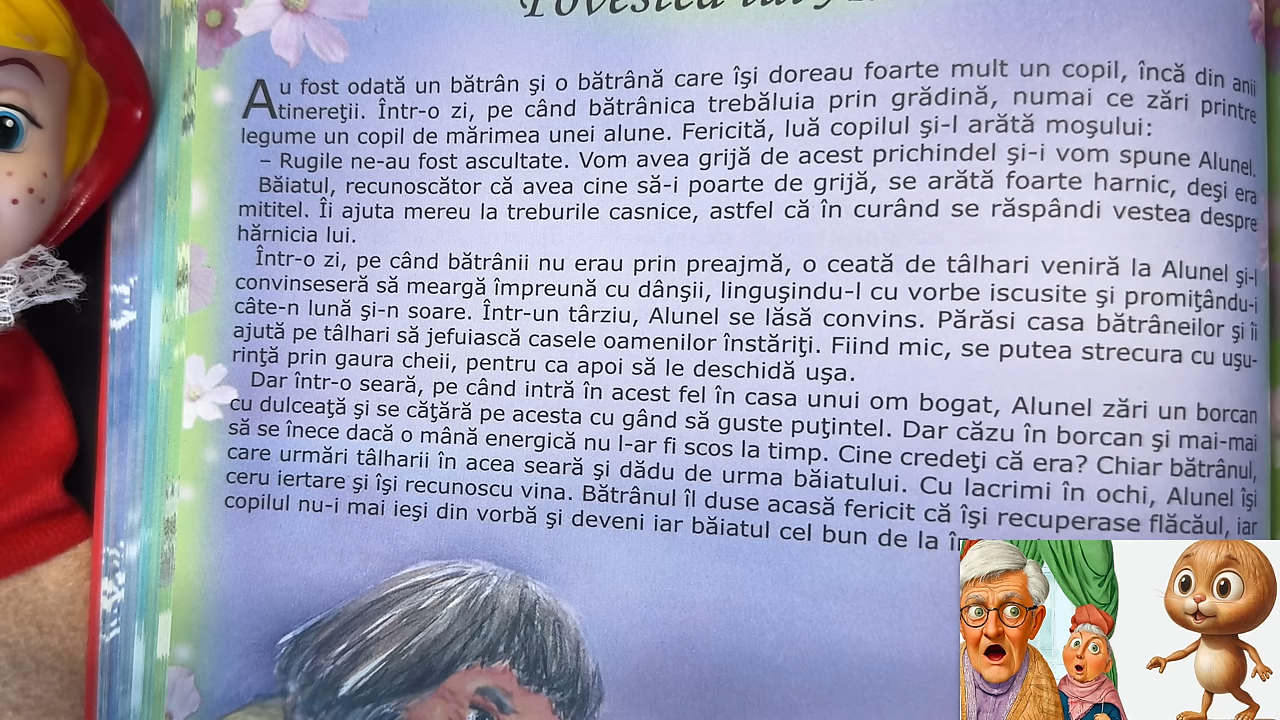 Povestea lui
Au fost odată un bătrân şi o bătrână care îşi doreau foarte mult un copil, încă din anii
tinereţii. Într-o zi, pe când bătrânica trebăluia prin grădină, numai ce zări printre
legume un copil de mărimea unei alune. Fericită, luă copilul şi-l arătă moşului:
– Rugile ne-au fost ascultate. Vom avea grijă de acest prichindel şi-i vom spune Alunel.
Băiatul, recunoscător că avea cine să-i poarte de grijă, se arătă foarte harnic, deşi era
mititel. Îi ajuta mereu la treburile casnice, astfel că în curând se răspândi vestea despre
hărnicia lui.
Într-o zi, pe când bătrânii nu erau prin preajmă, o ceată de tâlhari veniră la Alunel şi-l
convinseseră să meargă împreună cu dânşii, linguşindu-l cu vorbe iscusite şi promiţându-i
câte-n lună şi-n soare. Într-un târziu, Alunel se lăsă convins. Părăsi casa bătrâneilor şi îi
ajută pe tâlhari să jefuiască casele oamenilor înstăriţi. Fiind mic, se putea strecura cu uşu-
rinţă prin gaura cheii, pentru ca apoi să le deschidă uşa.
Dar într-o seară, pe când intră în acest fel în casa unui om bogat, Alunel zări un borcan
cu dulceaţă şi se căţără pe acesta cu gând să guste puţintel. Dar căzu în borcan şi mai-mai
să se înece dacă o mână energică nu l-ar fi scos la timp. Cine credeţi că era? Chiar bătrânul,
care urmări tâlharii în acea seară şi dădu de urma băiatului. Cu lacrimi în ochi, Alunel îşi
ceru iertare şi îşi recunoscu vina. Bătrânul îl duse acasă fericit că îşi recuperase flăcăul, iar
copilul nu-i mai ieşi din vorbă şi deveni iar băiatul cel bun de la